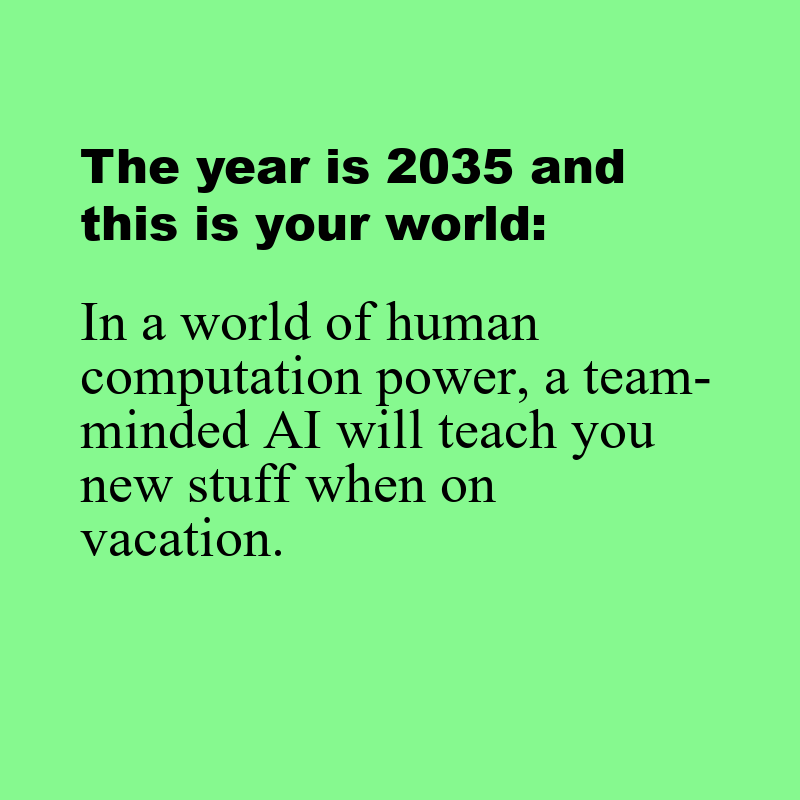 The year is 2035 and
this is your world:
In a world of human
computation power, a team-
minded AI will teach you
new stuff when on
vacation.